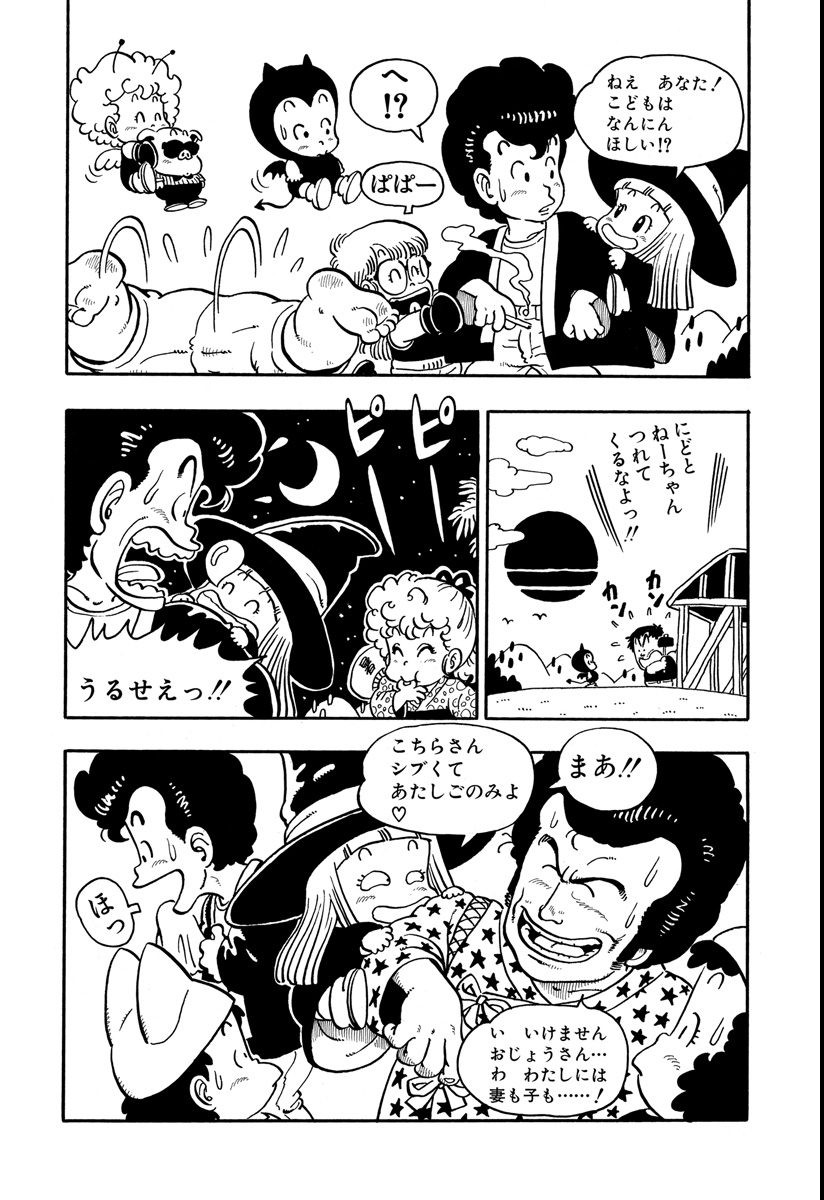 ねえ　あなた！
こどもは
なんにん
ほしい!?
へ
!?
ぱぱー
にどと
ねーちゃん
つれて
くるなよっ!!
カン
カン
ピー
ピー
うるせえっ!!
まあ!!
こちらさん
シブくて
あたしごのみよ
♡
ほっ
い　いけません
おじょうさん…
わ　わたしには
妻も子も……！